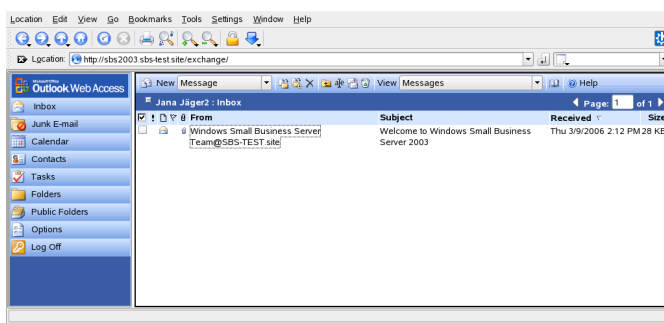 Location Edit View Go Bookmarks Tools Settings Window Help
Location: http://sbs2003.sbs-test.site/exchange/
Microsoft Office
Outlook Web Access
New Message View Messages Help
Jana Jäger2 : Inbox Page: 1 of 1
From Subject Received Size
Windows Small Business Server Team@SBS-TEST.site Welcome to Windows Small Business Server 2003 Thu 3/9/2006 2:12 PM 28 KE
Inbox
Junk E-mail
Calendar
Contacts
Tasks
Folders
Public Folders
Options
Log Off